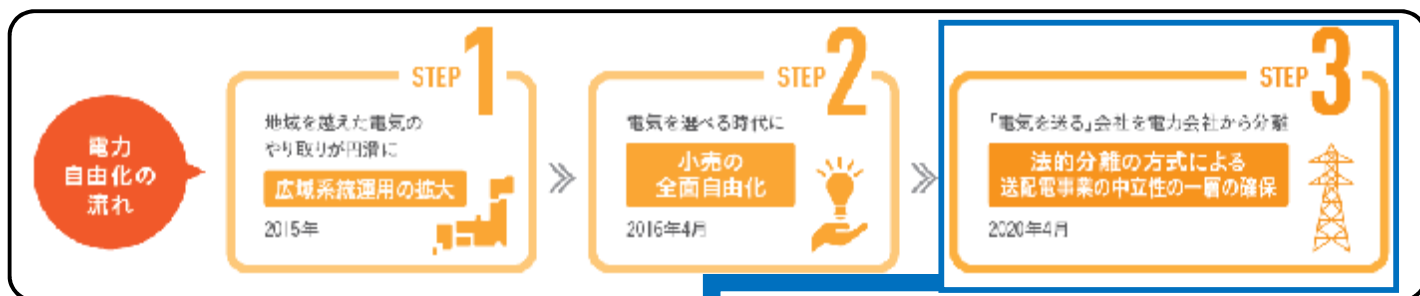 電力
自由化の
流れ
STEP 1
地域を越えた電気の
やり取りが円滑に
広域系統運用の拡大
2015年
STEP 2
電気を選べる時代に
小売の
全面自由化
2016年4月
STEP 3
「電気を送る」会社を電力会社から分離
法的分離の方式による
送配電事業の中立性の一層の確保
2020年4月